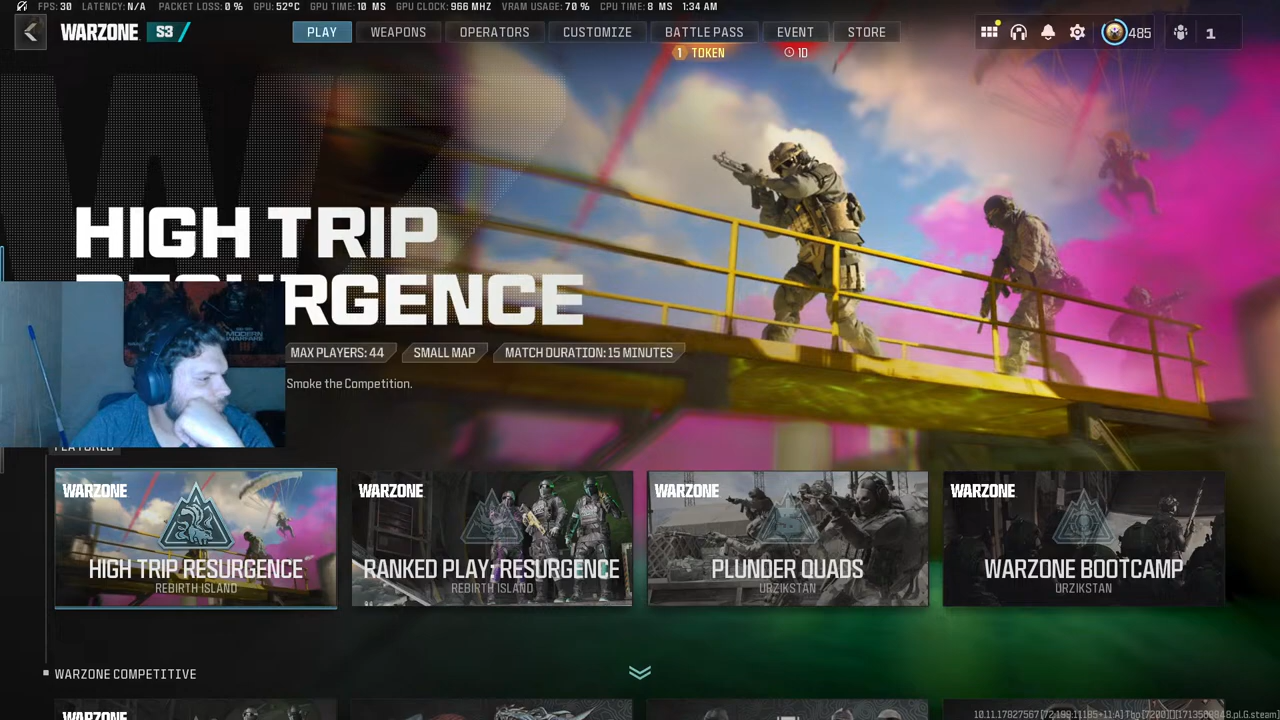 FPS: 30 LATENCY: N/A PACKET LOSS: 0 % GPU: 52°C GPU TIME: 10 MS GPU CLOCK: 966 MHZ VRAM USAGE: 70 % CPU TIME: 8 MS 1:34 AM
WARZONE S3
PLAY WEAPONS OPERATORS CUSTOMIZE BATTLE PASS EVENT STORE
485 1
1 TOKEN 1D
HIGH TRIP
RESURGENCE
MODERN
WARFARE
MAX PLAYERS: 44 SMALL MAP MATCH DURATION: 15 MINUTES
Smoke the Competition.
FEATURED
WARZONE WARZONE WARZONE WARZONE
HIGH TRIP RESURGENCE RANKED PLAY: RESURGENCE PLUNDER QUADS WARZONE BOOTCAMP
REBIRTH ISLAND REBIRTH ISLAND URZIKSTAN URZIKSTAN
WARZONE COMPETITIVE
WARZONE